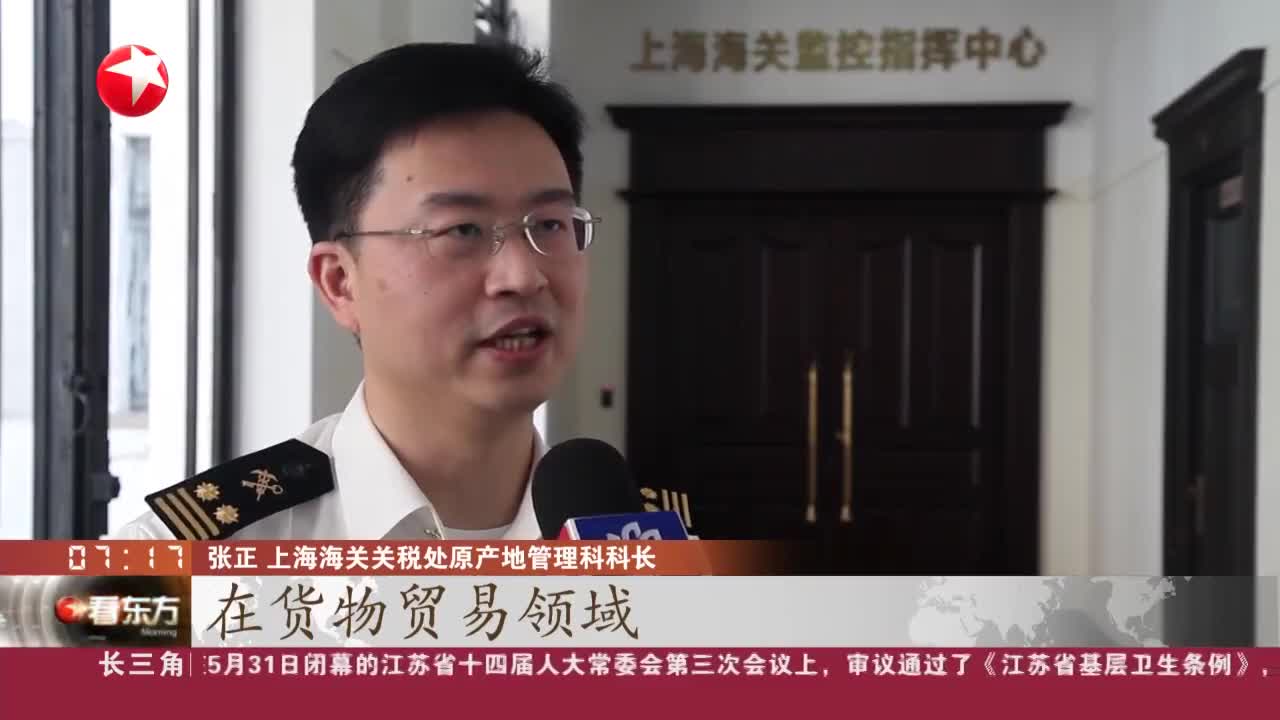 上海海关监控指挥中心
07:17
张正 上海海关关税处原产地管理科科长
看东方
Morning
在货物贸易领域
长三角
5月31日闭幕的江苏省十四届人大常委会第三次会议上，审议通过了《江苏省基层卫生条例》，